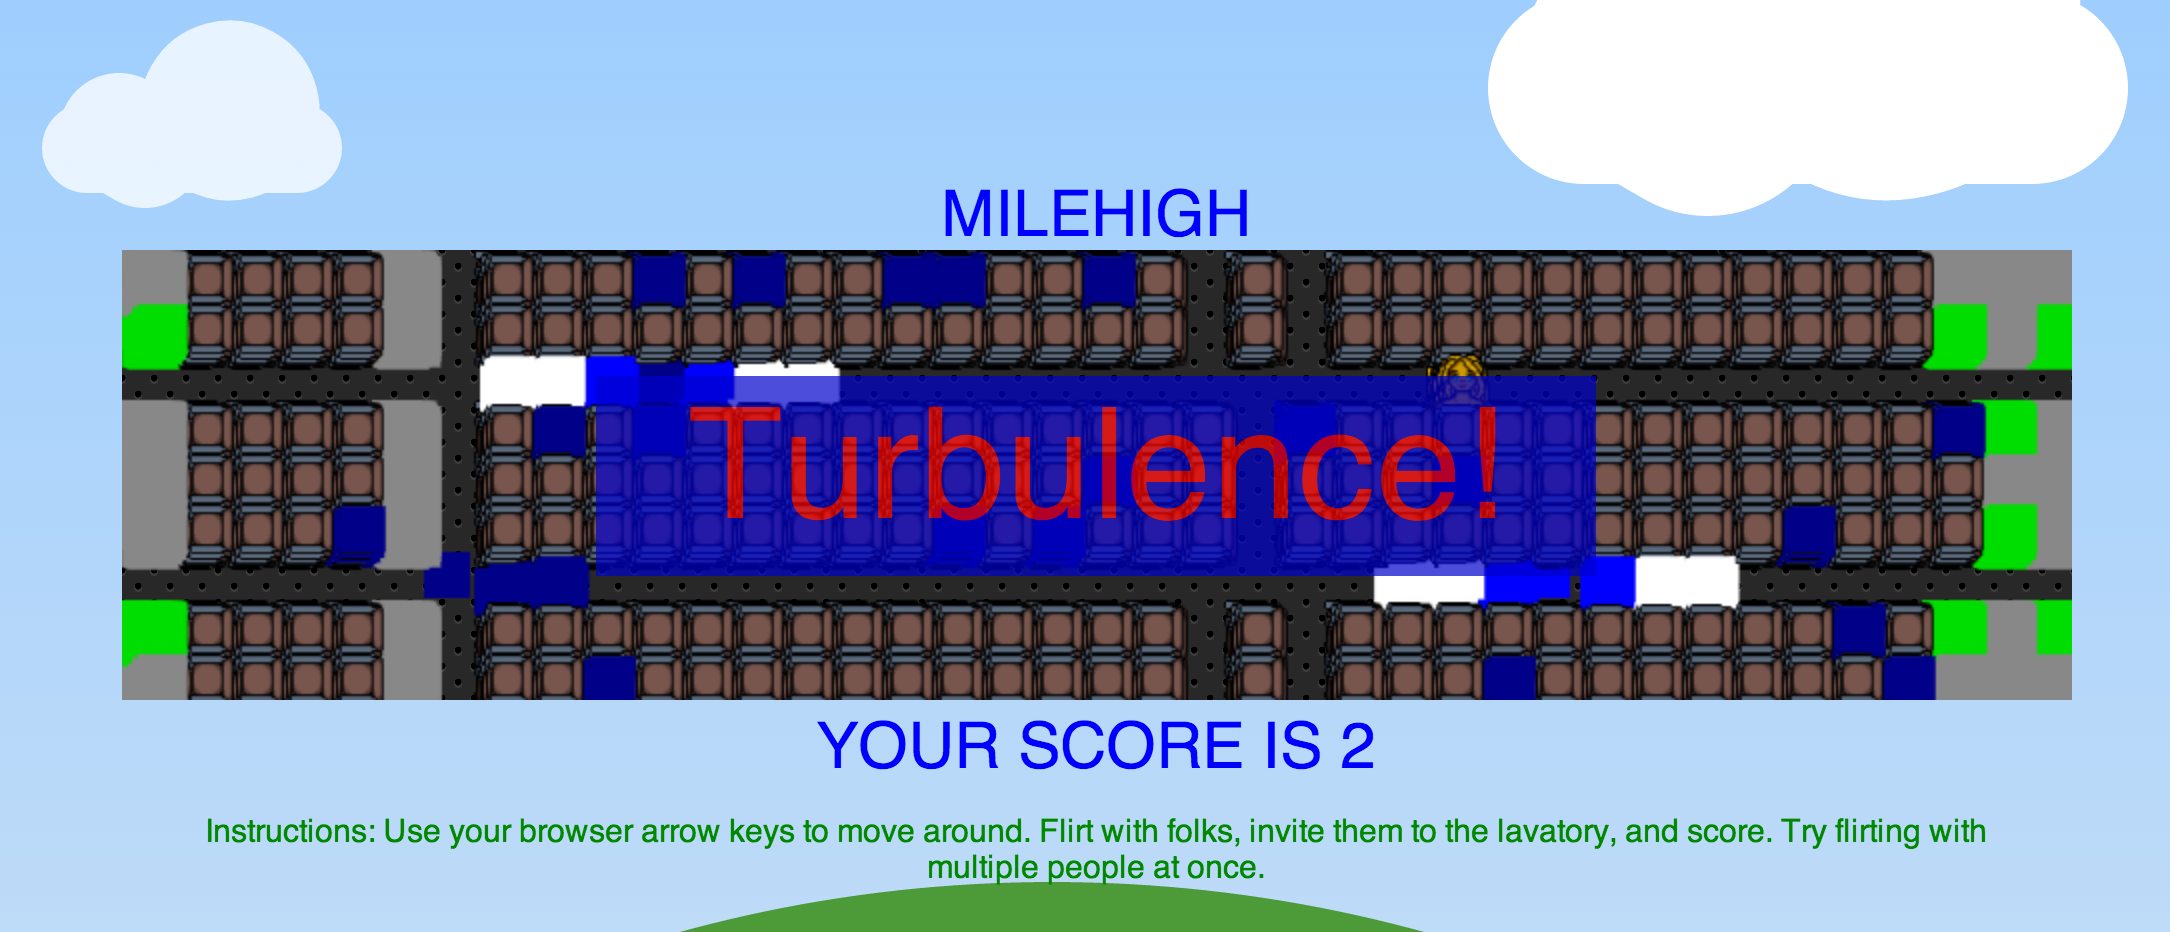 MILEHIGH
Turbulence!
YOUR SCORE IS 2
Instructions: Use your browser arrow keys to move around. Flirt with folks, invite them to the lavatory, and score. Try flirting with
multiple people at once.